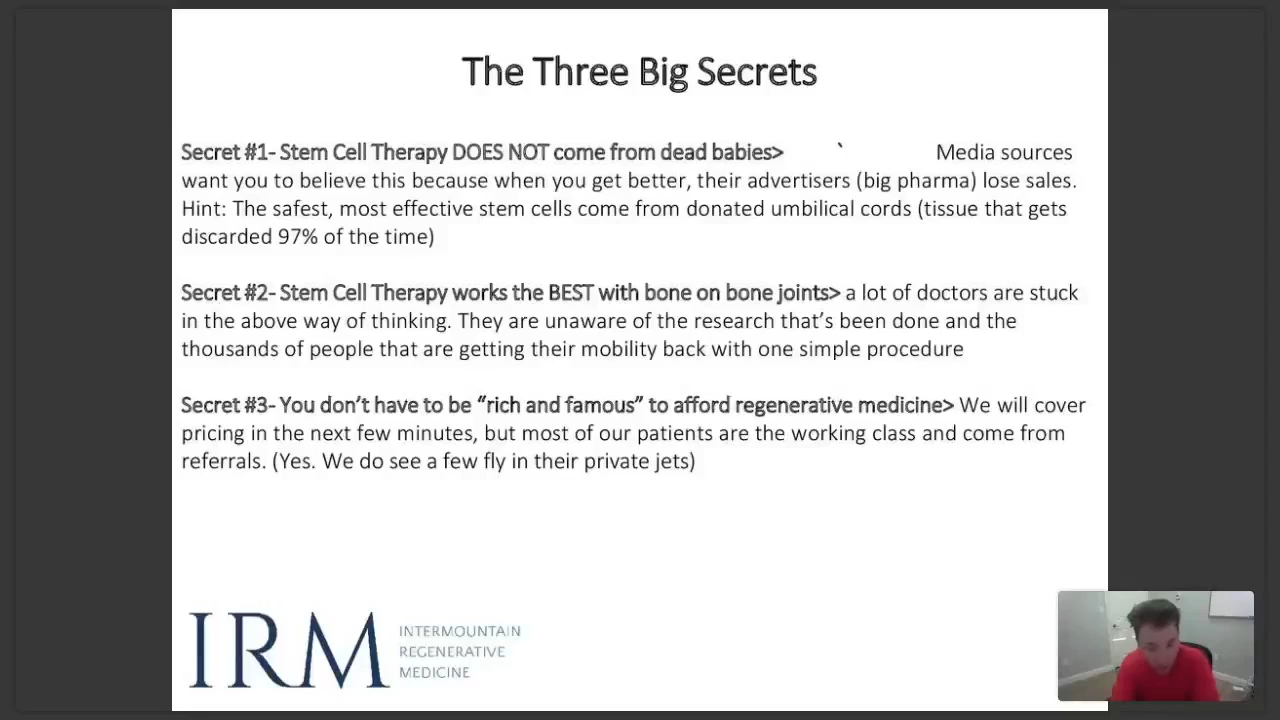 The Three Big Secrets
Secret #1- Stem Cell Therapy DOES NOT come from dead babies> ` Media sources
want you to believe this because when you get better, their advertisers (big pharma) lose sales.
Hint: The safest, most effective stem cells come from donated umbilical cords (tissue that gets
discarded 97% of the time)
Secret #2- Stem Cell Therapy works the BEST with bone on bone joints> a lot of doctors are stuck
in the above way of thinking. They are unaware of the research that’s been done and the
thousands of people that are getting their mobility back with one simple procedure
Secret #3- You don’t have to be “rich and famous” to afford regenerative medicine> We will cover
pricing in the next few minutes, but most of our patients are the working class and come from
referrals. (Yes. We do see a few fly in their private jets)
IRM
INTERMOUNTAIN
REGENERATIVE
MEDICINE